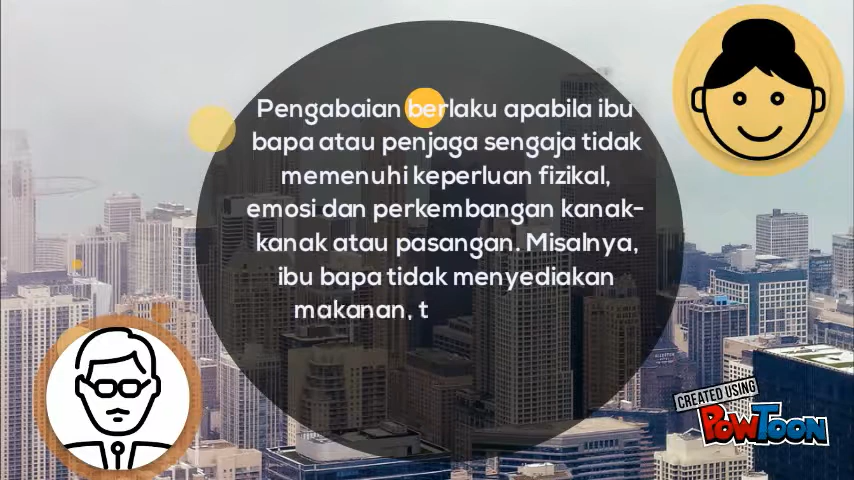 Pengabaian berlaku apabila ibu
bapa atau penjaga sengaja tidak
memenuhi keperluan fizikal,
emosi dan perkembangan kanak-
kanak atau pasangan. Misalnya,
ibu bapa tidak menyediakan
makanan, t
CREATED USING
POWTOON